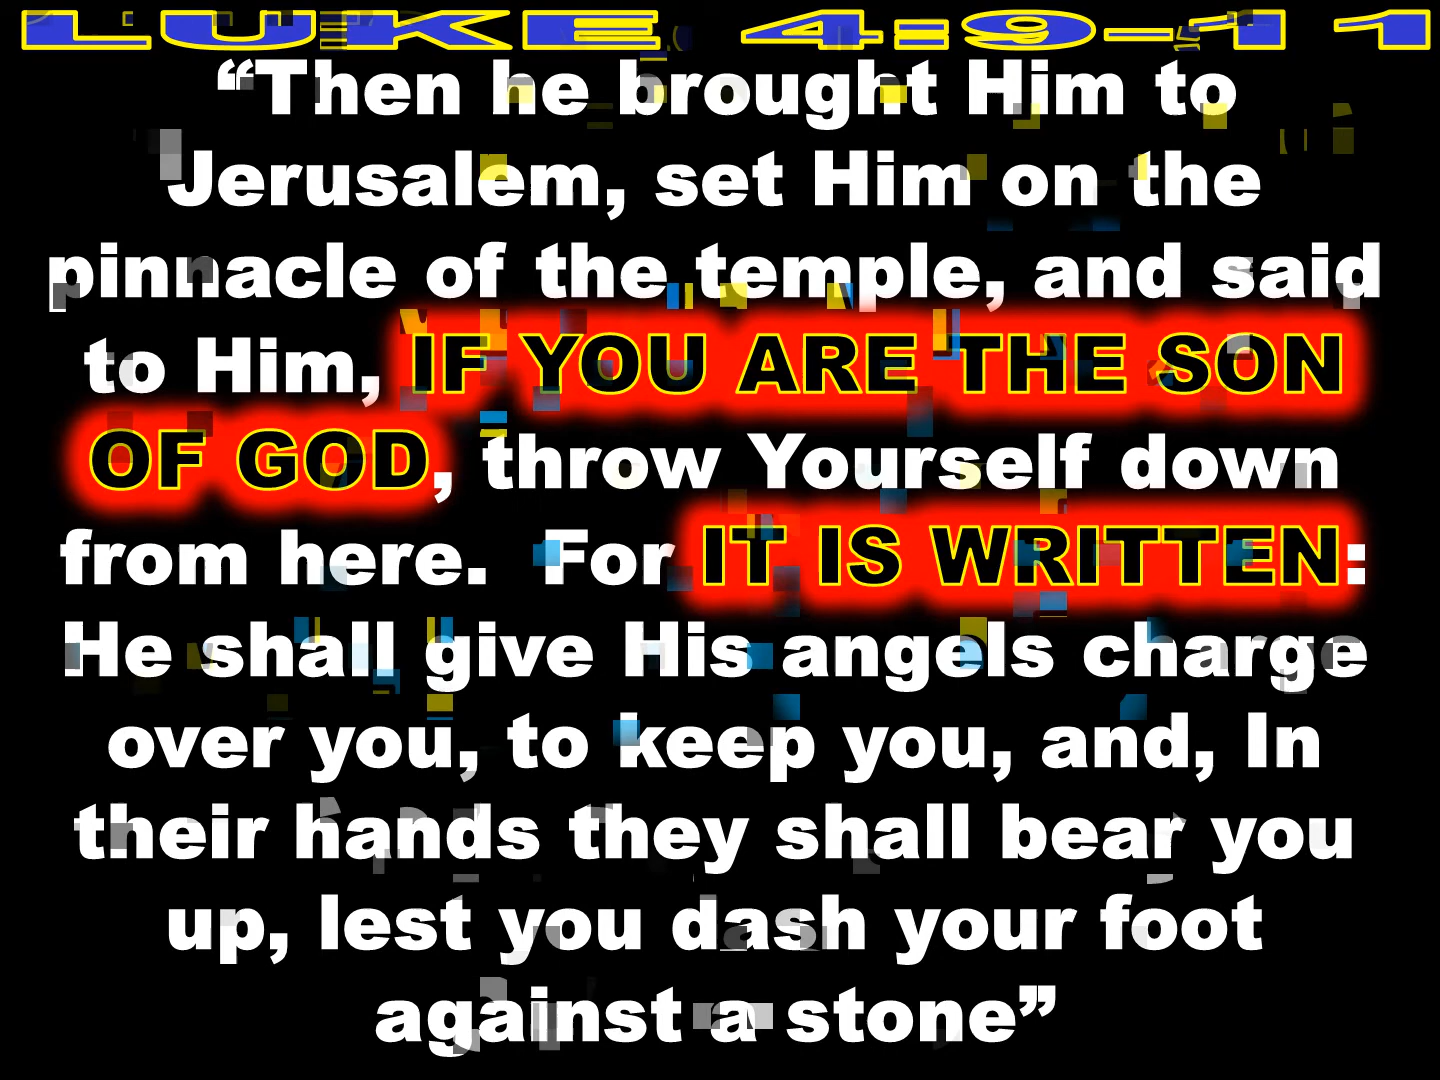 LUKE 4:9-11
“Then he brought Him to
Jerusalem, set Him on the
pinnacle of the temple, and said
to Him, IF YOU ARE THE SON
OF GOD, throw Yourself down
from here.  For IT IS WRITTEN:
He shall give His angels charge
over you, to keep you, and, In
their hands they shall bear you
up, lest you dash your foot
against a stone”